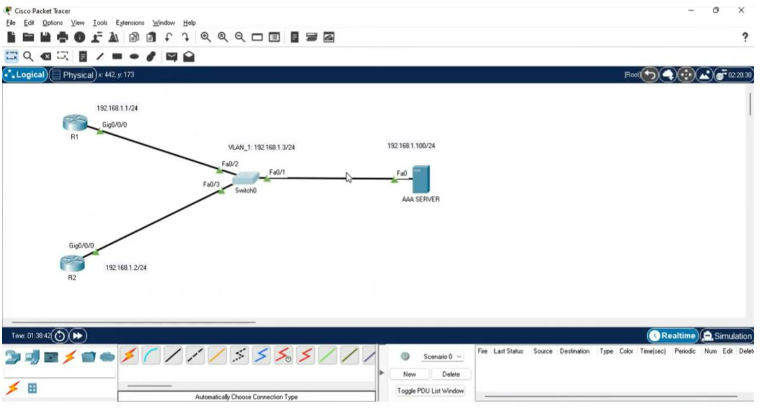 Cisco Packet Tracer
File Edit Options View Tools Extensions Window Help
Logical Physical x: 442, y: 173 [Root] 02:20:30
192.168.1.1/24
Gig0/0/0
R1
VLAN_1: 192.168.1.3/24
192.168.1.100/24
Fa0/2
Fa0/1
Fa0
Fa0/3
Switch0
AAA SERVER
Gig0/0/0
192.168.1.2/24
R2
Time: 01:38:42 Realtime Simulation
Scenario 0
New Delete
Toggle PDU List Window
Fire Last Status Source Destination Type Color Time(sec) Periodic Num Edit Delet
Automatically Choose Connection Type